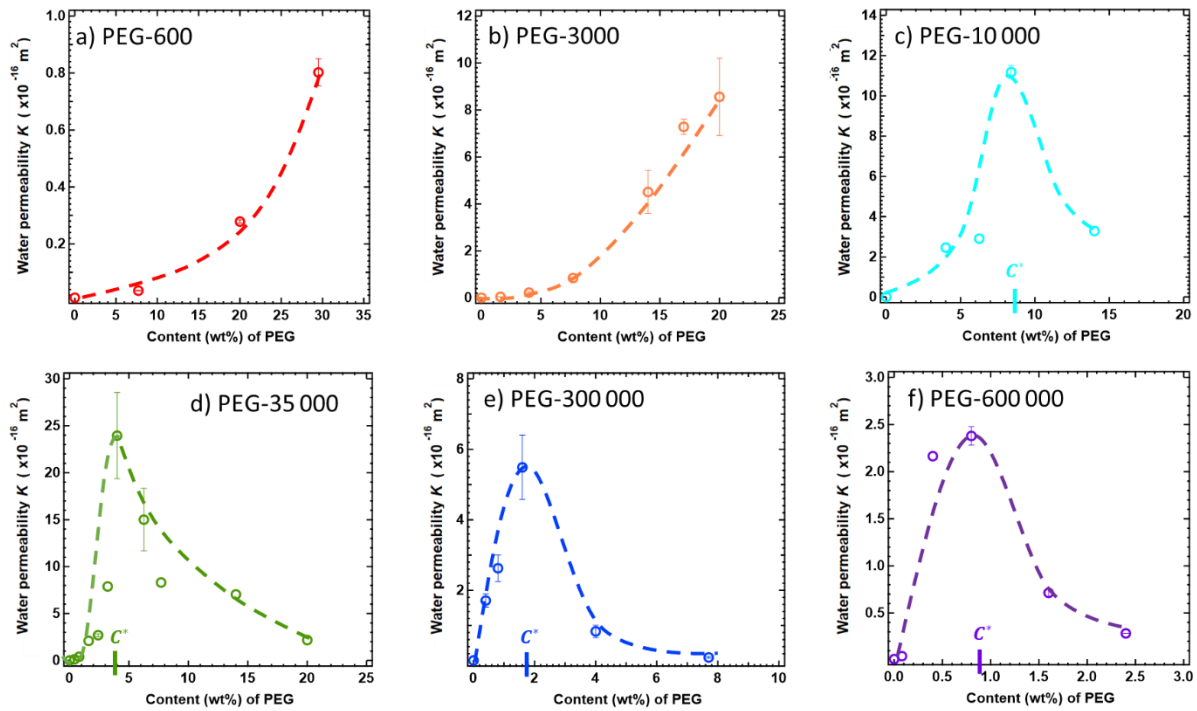 a) PEG-600
Water permeability K ( x10 -16 m2)
1.0
0.8
0.6
0.4
0.2
0 5 10 15 20 25 30 35
Content (wt%) of PEG
b) PEG-3000
Water permeability K ( x10 -16 m2)
12
10
8
6
4
2
0
0 5 10 15 20 25
Content (wt%) of PEG
c) PEG-10 000
Water permeability K ( x10 -16 m2)
14
12
11
8
6
4
2
0
C*
0 5 10 15 20
Content (wt%) of PEG
d) PEG-35 000
Water permeability K ( x10 -16 m2)
30
25
20
15
10
5
0
C*
0 5 10 15 20 25
Content (wt%) of PEG
e) PEG-300 000
Water permeability K ( x10 -16 m2)
8
6
4
2
C*
0 2 4 6 8 10
Content (wt%) of PEG
f) PEG-600 000
Water permeability K ( x10 -16 m2)
3.0
2.5
2.0
1.5
1.0
0.5
C*
0.0 0.5 1.0 1.5 2.0 2.5 3.0
Content (wt%) of PEG